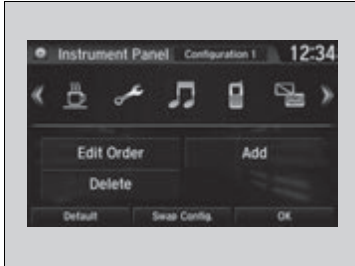 Instrument Panel Configuration 1 12:34
Edit Order Add
Delete
Default Swap Config. OK